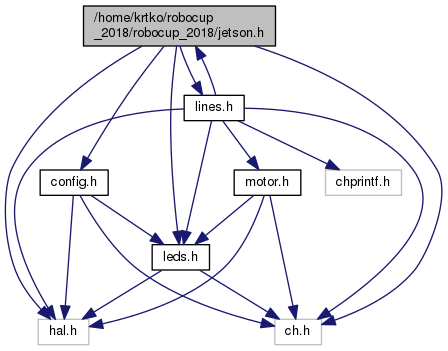 /home/krtko/robocup
_2018/robocup_2018/jetson.h
lines.h
config.h
motor.h
chprintf.h
leds.h
hal.h
ch.h